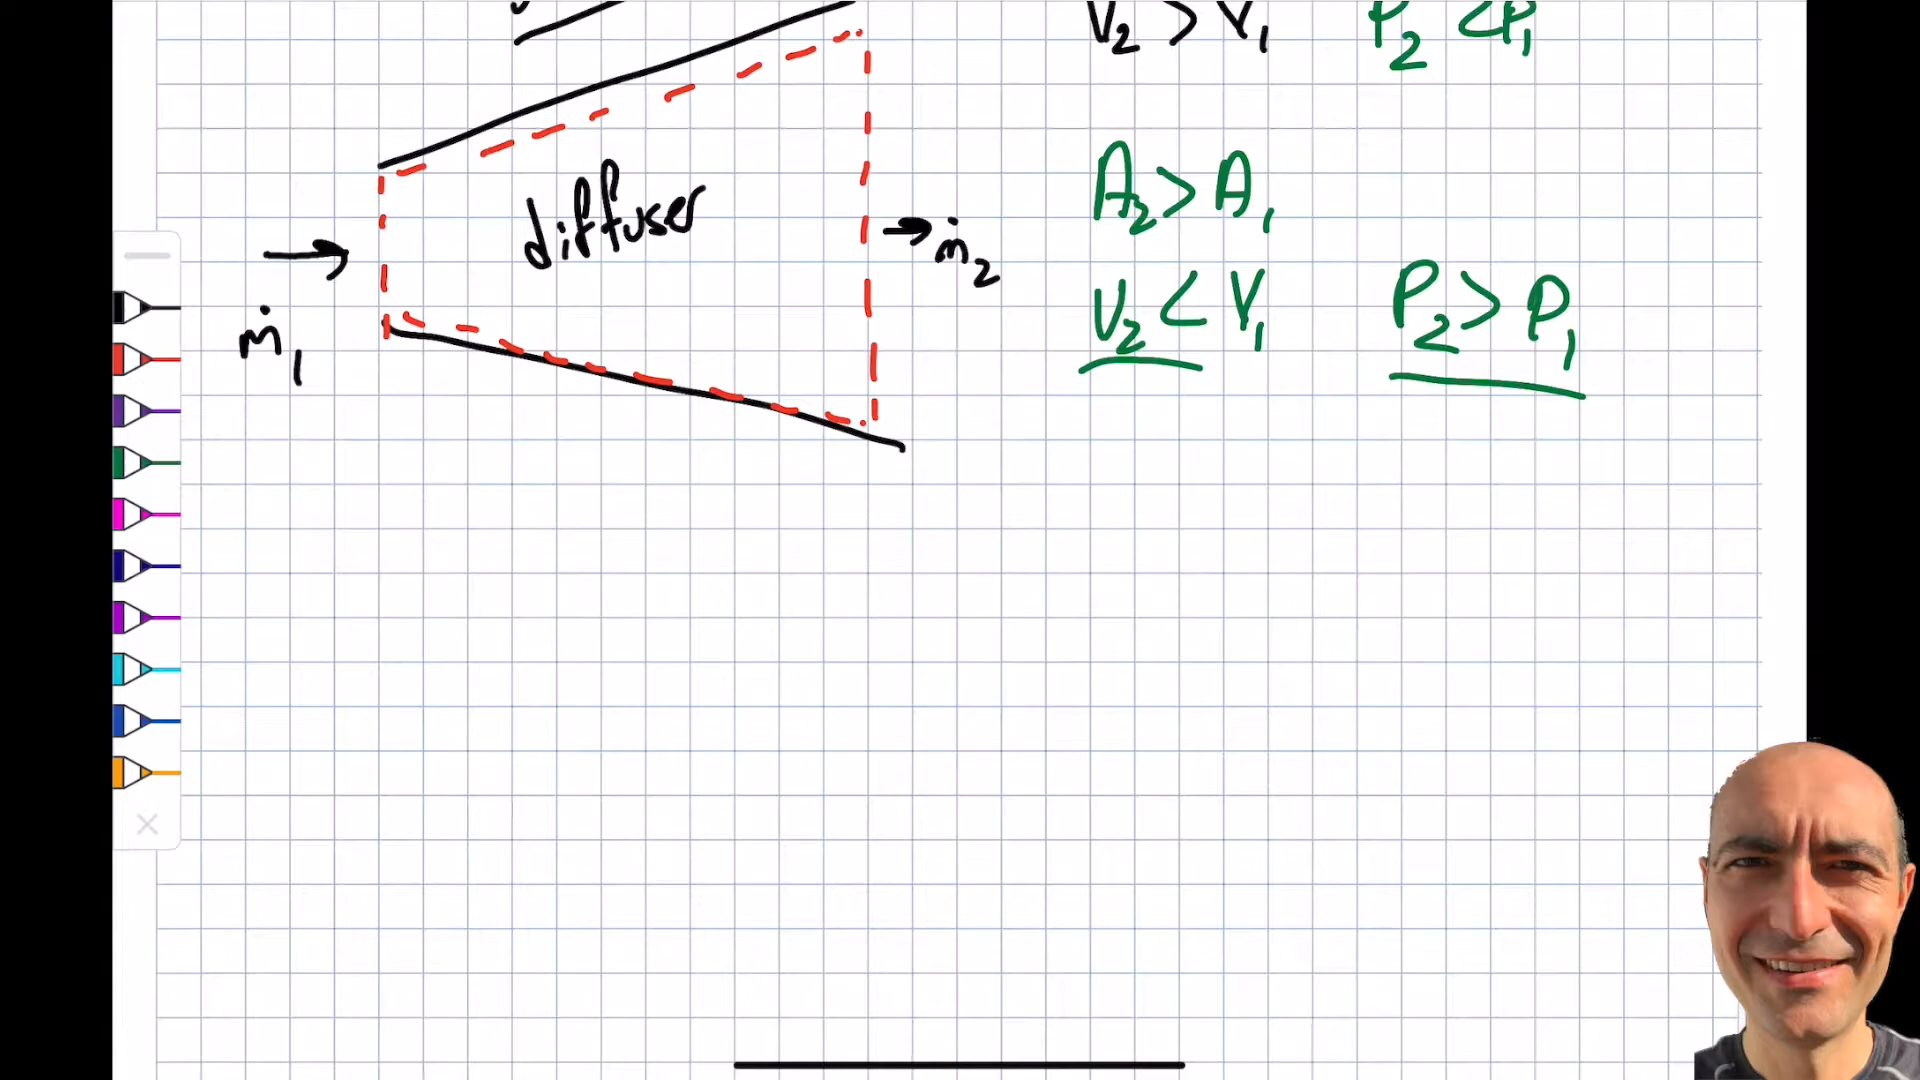 V₂ > V₁ P₂ < P₁
A₂ > A₁
diffuser
ṁ₂
V₂ < V₁ P₂ > P₁
ṁ₁